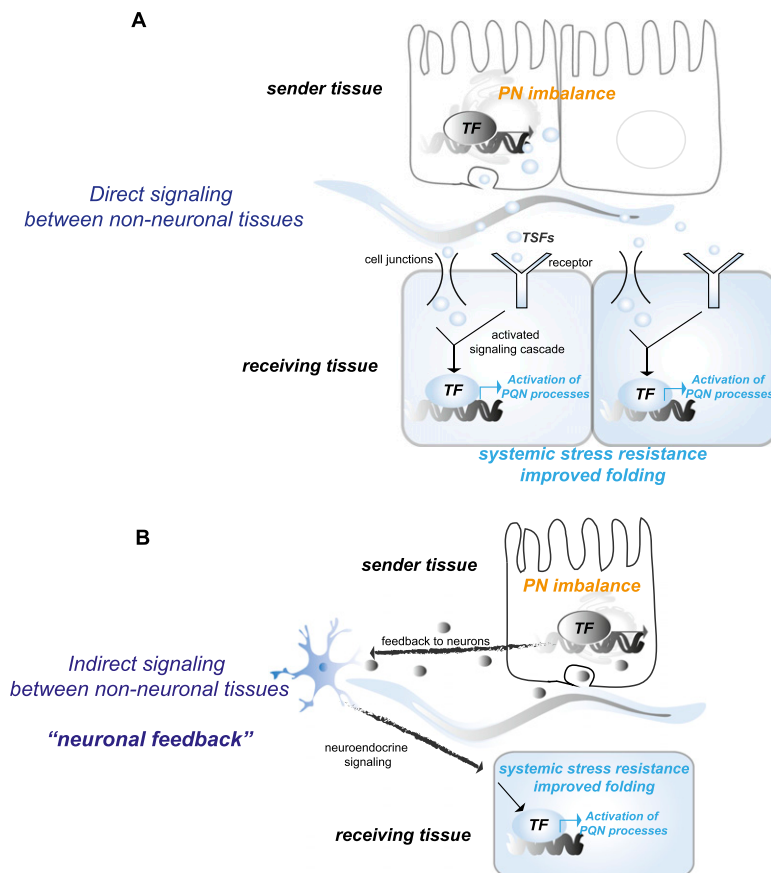 A
sender tissue
PN imbalance
TF
Direct signaling
between non-neuronal tissues
TSFs
cell junctions
receptor
activated
signaling cascade
receiving tissue
TF
Activation of
PQN processes
TF
Activation of
PQN processes
systemic stress resistance
improved folding
B
sender tissue
PN imbalance
TF
feedback to neurons
Indirect signaling
between non-neuronal tissues
“neuronal feedback”
neuroendocrine
signaling
systemic stress resistance
improved folding
receiving tissue
TF
Activation of
PQN processes